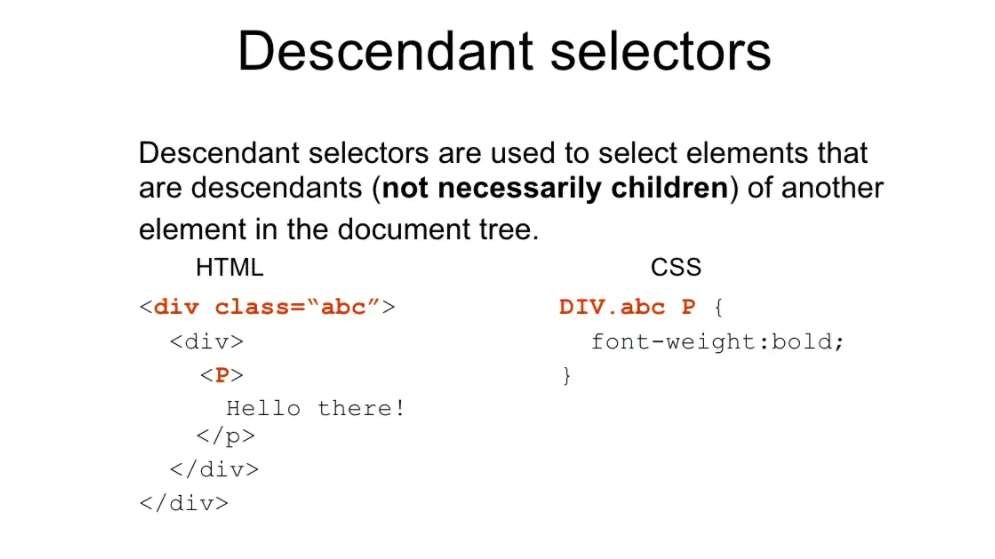 Descendant selectors
Descendant selectors are used to select elements that
are descendants (not necessarily children) of another
element in the document tree.
HTML
<div class=“abc”>
<div>
<P>
Hello there!
</p>
</div>
</div>
CSS
DIV.abc P {
font-weight:bold;
}